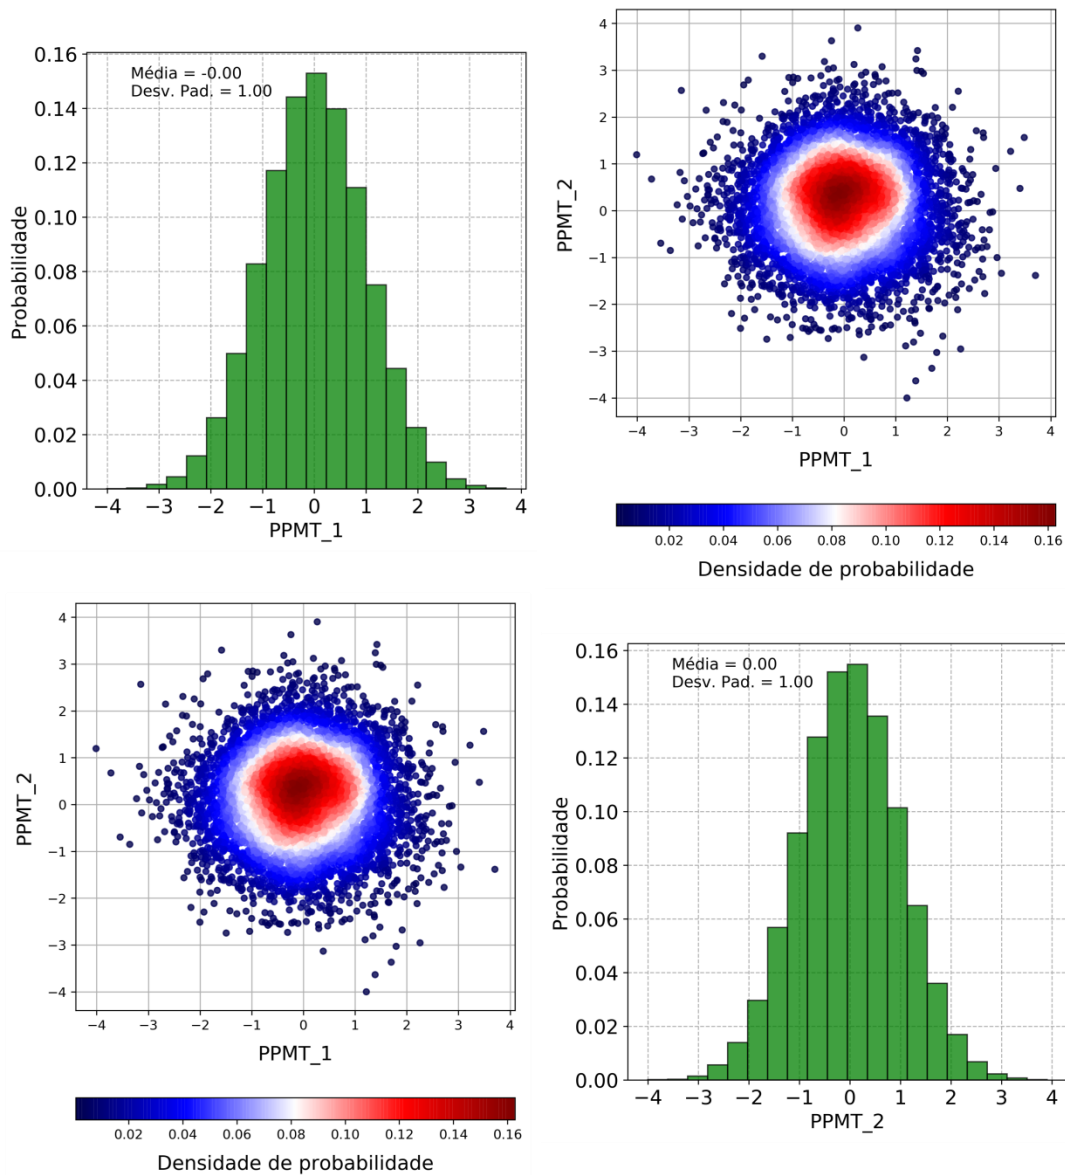 Média = -0.00
Desv. Pad. = 1.00
0.16
0.14
0.12
0.10
0.08
0.06
0.04
0.02
0.00
Probabilidade
−4 −3 −2 −1 0 1 2 3 4
PPMT_1
4
3
2
1
0
−1
−2
−3
−4
PPMT_2
−4 −3 −2 −1 0 1 2 3 4
PPMT_1
0.02 0.04 0.06 0.08 0.10 0.12 0.14 0.16
Densidade de probabilidade
4
3
2
1
0
−1
−2
−3
−4
PPMT_2
−4 −3 −2 −1 0 1 2 3 4
PPMT_1
0.02 0.04 0.06 0.08 0.10 0.12 0.14 0.16
Densidade de probabilidade
Média = 0.00
Desv. Pad. = 1.00
0.16
0.14
0.12
0.10
0.08
0.06
0.04
0.02
0.00
Probabilidade
−4 −3 −2 −1 0 1 2 3 4
PPMT_2